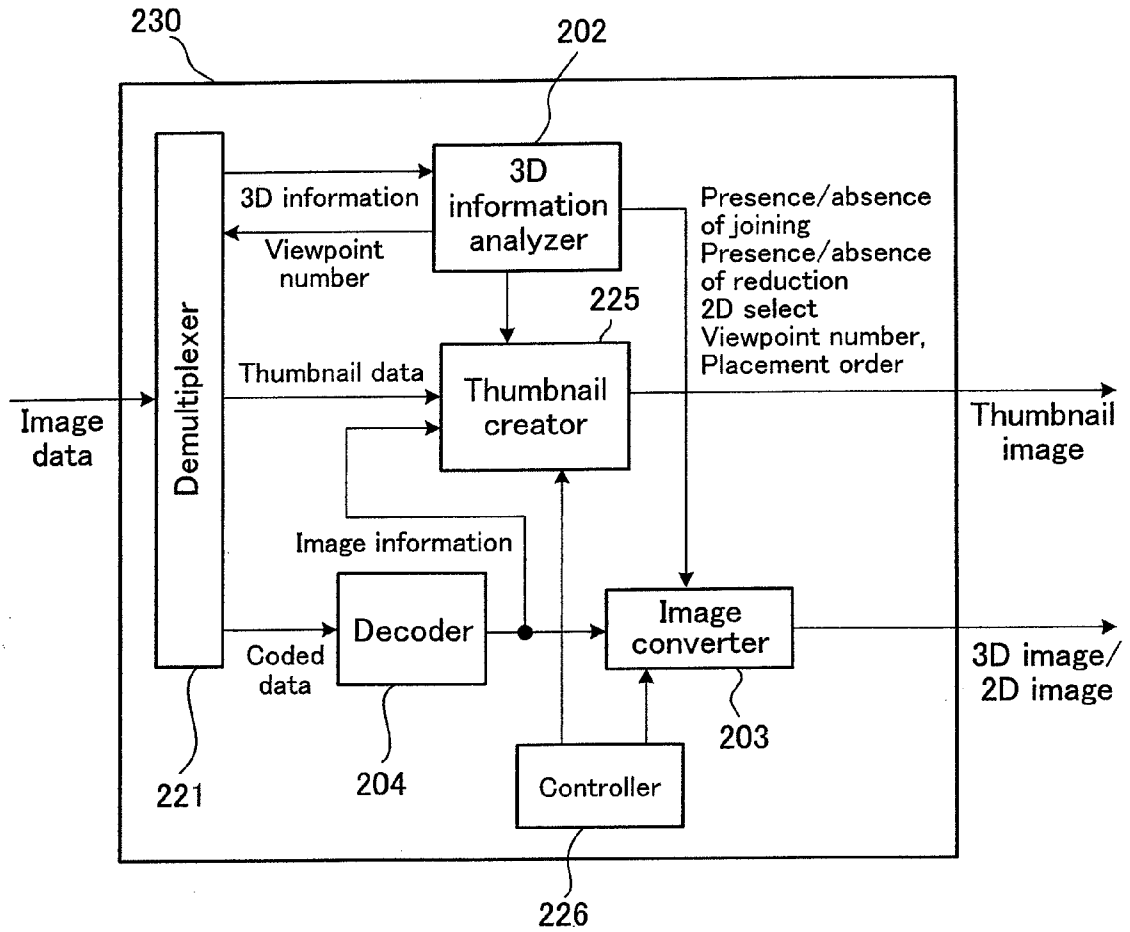 230
202
3D
information
analyzer
3D information
Viewpoint
number
Presence/absence
of joining
Presence/absence
of reduction
2D select
Viewpoint number,
Placement order
225
Demultiplexer
Thumbnail data
Thumbnail
creator
Image
data
Thumbnail
image
Image information
Decoder
Coded
data
Image
converter
3D image/
2D image
221
204
203
Controller
226